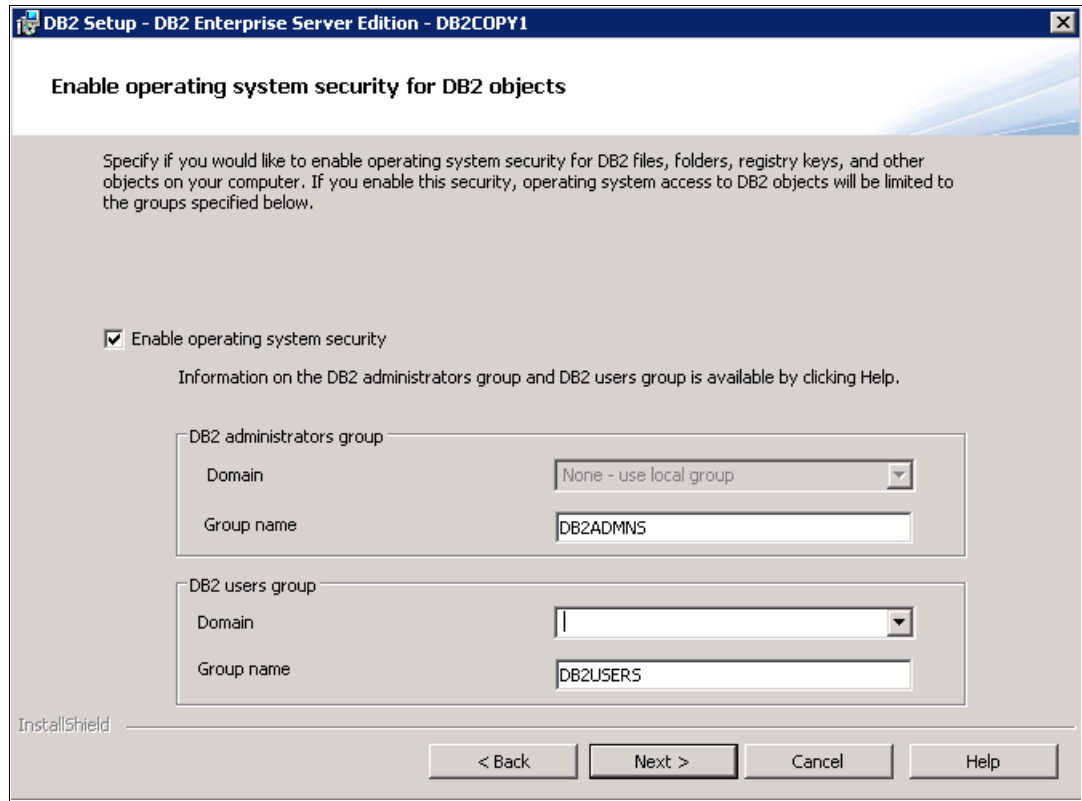 DB2 Setup - DB2 Enterprise Server Edition - DB2COPY1
Enable operating system security for DB2 objects
Specify if you would like to enable operating system security for DB2 files, folders, registry keys, and other
objects on your computer. If you enable this security, operating system access to DB2 objects will be limited to
the groups specified below.
Enable operating system security
Information on the DB2 administrators group and DB2 users group is available by clicking Help.
DB2 administrators group
Domain
None - use local group
Group name
DB2ADMNS
DB2 users group
Domain
Group name
DB2USERS
InstallShield
< Back
Next >
Cancel
Help